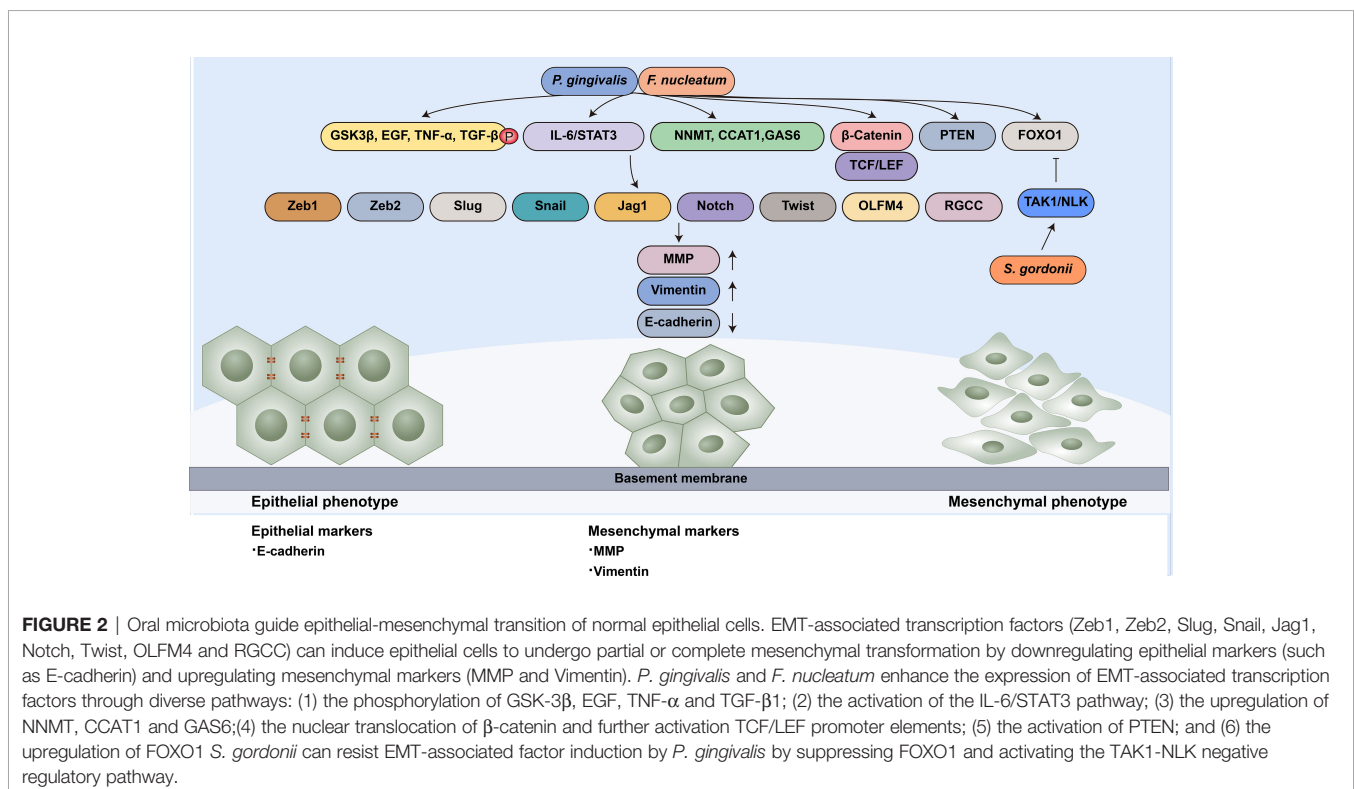 P. gingivalis F. nucleatum
GSK3β, EGF, TNF-α, TGF-β P IL-6/STAT3 NNMT, CCAT1,GAS6 β-Catenin PTEN FOXO1
TCF/LEF
Zeb1 Zeb2 Slug Snail Jag1 Notch Twist OLFM4 RGCC TAK1/NLK
MMP
S. gordonii
Vimentin
E-cadherin
Basement membrane
Epithelial phenotype Mesenchymal phenotype
Epithelial markers Mesenchymal markers
·E-cadherin ·MMP
·Vimentin
FIGURE 2 | Oral microbiota guide epithelial-mesenchymal transition of normal epithelial cells. EMT-associated transcription factors (Zeb1, Zeb2, Slug, Snail, Jag1,
Notch, Twist, OLFM4 and RGCC) can induce epithelial cells to undergo partial or complete mesenchymal transformation by downregulating epithelial markers (such
as E-cadherin) and upregulating mesenchymal markers (MMP and Vimentin). P. gingivalis and F. nucleatum enhance the expression of EMT-associated transcription
factors through diverse pathways: (1) the phosphorylation of GSK-3β, EGF, TNF-α and TGF-β1; (2) the activation of the IL-6/STAT3 pathway; (3) the upregulation of
NNMT, CCAT1 and GAS6;(4) the nuclear translocation of β-catenin and further activation TCF/LEF promoter elements; (5) the activation of PTEN; and (6) the
upregulation of FOXO1 S. gordonii can resist EMT-associated factor induction by P. gingivalis by suppressing FOXO1 and activating the TAK1-NLK negative
regulatory pathway.